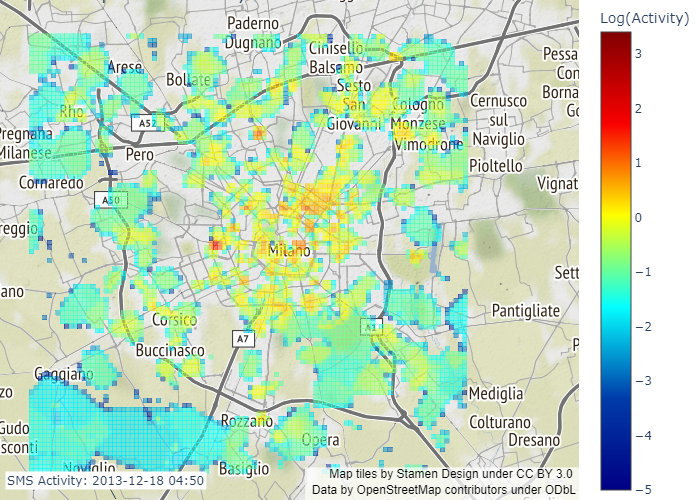 Log(Activity)
3
2
1
0
−1
−2
−3
−4
−5
Paderno
Dugnano
Cinisello
Balsamo
Arese
Bollate
Sesto
San
Giovanni
Cologno
Monzese
Vimodrone
Cernusco
sul
Naviglio
Pessa
Con
Borna
Go
Rho
A52
Pregnana
Milanese
Pero
Pioltello
Cornaredo
Vignat
A50
reggio
Milano
Sett
ano
Pantigliate
Corsico
A1
A7
Buccinasco
P
Gaggiano
zo
Mediglia
Gudo
sconti
Rozzano
Opera
Colturano
Dresano
Noviglio
Basiglio
SMS Activity: 2013-12-18 04:50
Map tiles by Stamen Design under CC BY 3.0
Data by OpenStreetMap contributors under ODbL